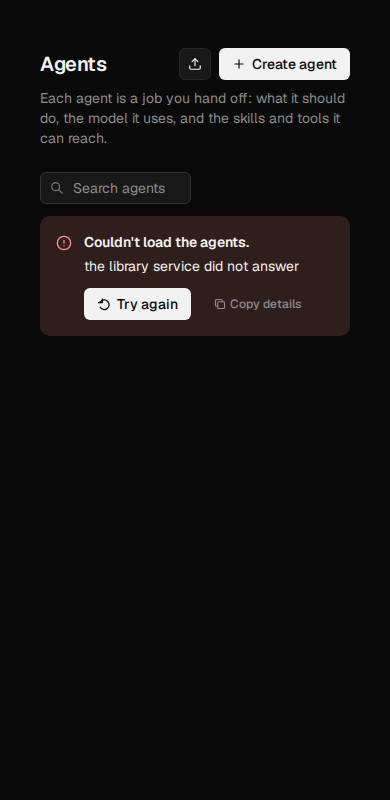 Agents
Create agent
Each agent is a job you hand off: what it should
do, the model it uses, and the skills and tools it
can reach.
Search agents
Couldn't load the agents.
the library service did not answer
Try again
Copy details